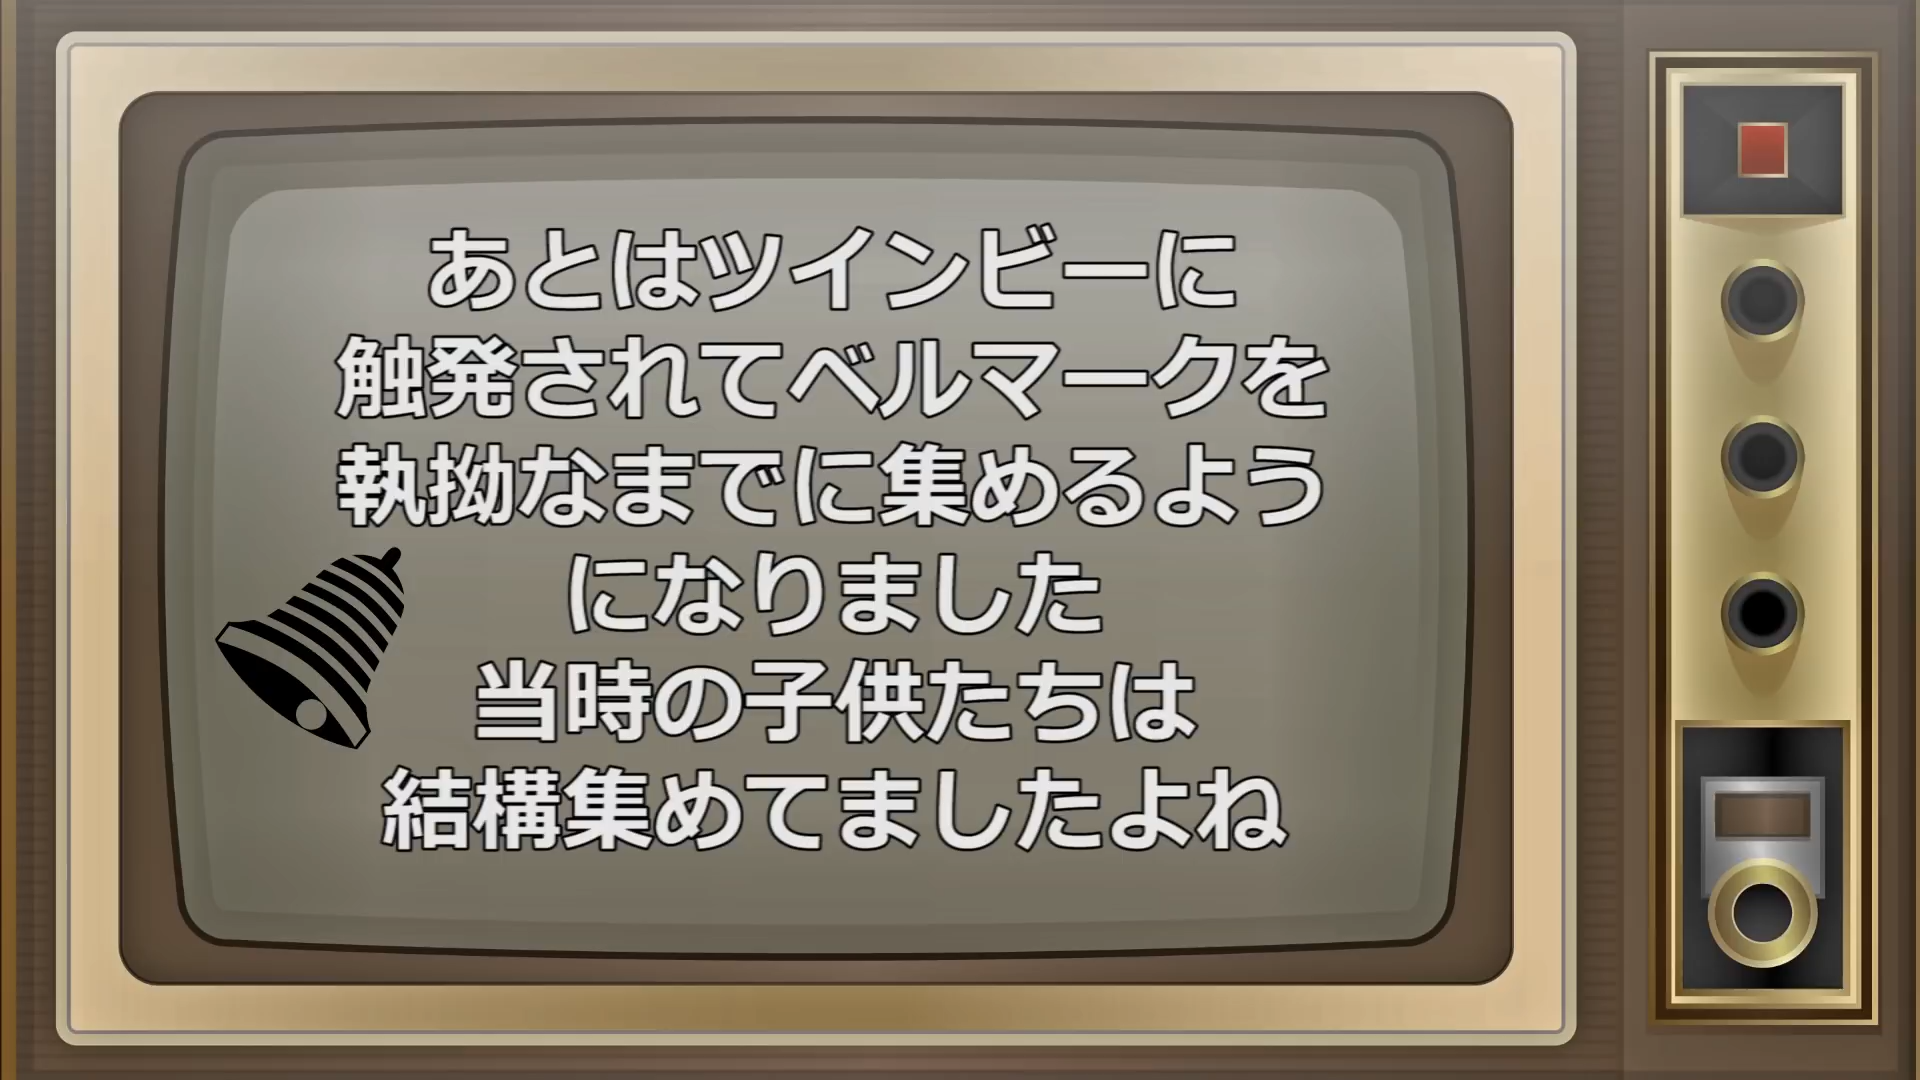 あとはツインビーに
触発されてベルマークを
執拗なまでに集めるよう
になりました
当時の子供たちは
結構集めてましたよね